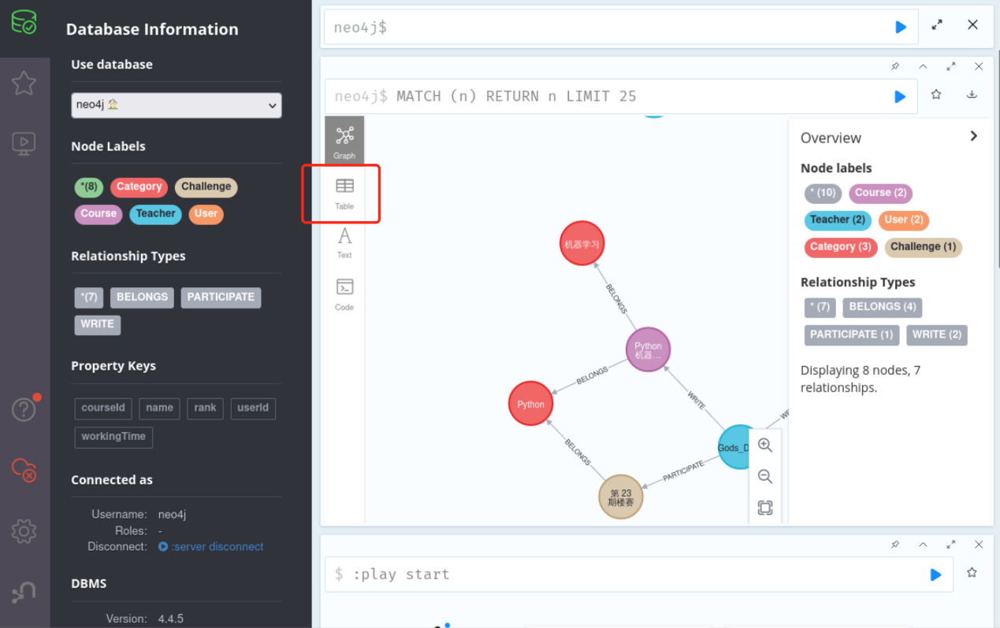 Database Information
Use database
neo4j
Node Labels
*(8) Category Challenge
Course Teacher User
Relationship Types
*(7) BELONGS PARTICIPATE
WRITE
Property Keys
courseId name rank userId
workingTime
Connected as
Username: neo4j
Roles: -
Disconnect: :server disconnect
DBMS
Version: 4.4.5
neo4j$
neo4j$ MATCH (n) RETURN n LIMIT 25
Graph
Table
Text
Code
机器学习
BELONGS
Python
机器...
BELONGS
Python
WRITE
BELONGS
Gods_D
PARTICIPATE
第 23
期楼赛
Overview
Node labels
* (10) Course (2)
Teacher (2) User (2)
Category (3) Challenge (1)
Relationship Types
* (7) BELONGS (4)
PARTICIPATE (1) WRITE (2)
Displaying 8 nodes, 7
relationships.
$ :play start